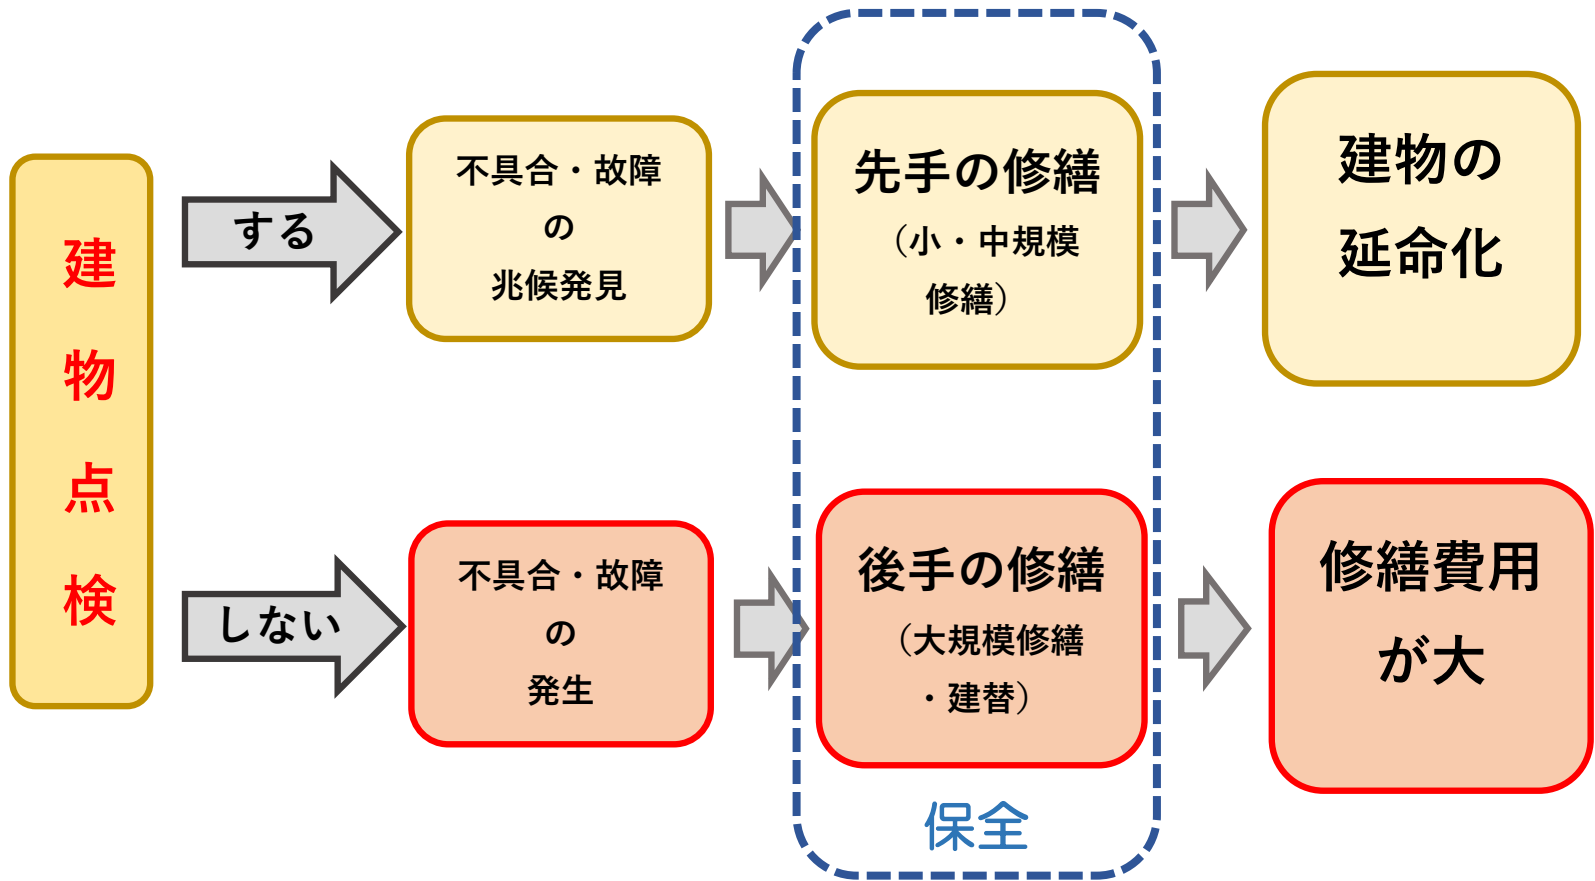 建
物
点
検
する
不具合・故障
の
兆候発見
先手の修繕
（小・中規模
修繕）
建物の
延命化
しない
不具合・故障
の
発生
後手の修繕
（大規模修繕
・建替）
修繕費用
が大
保全